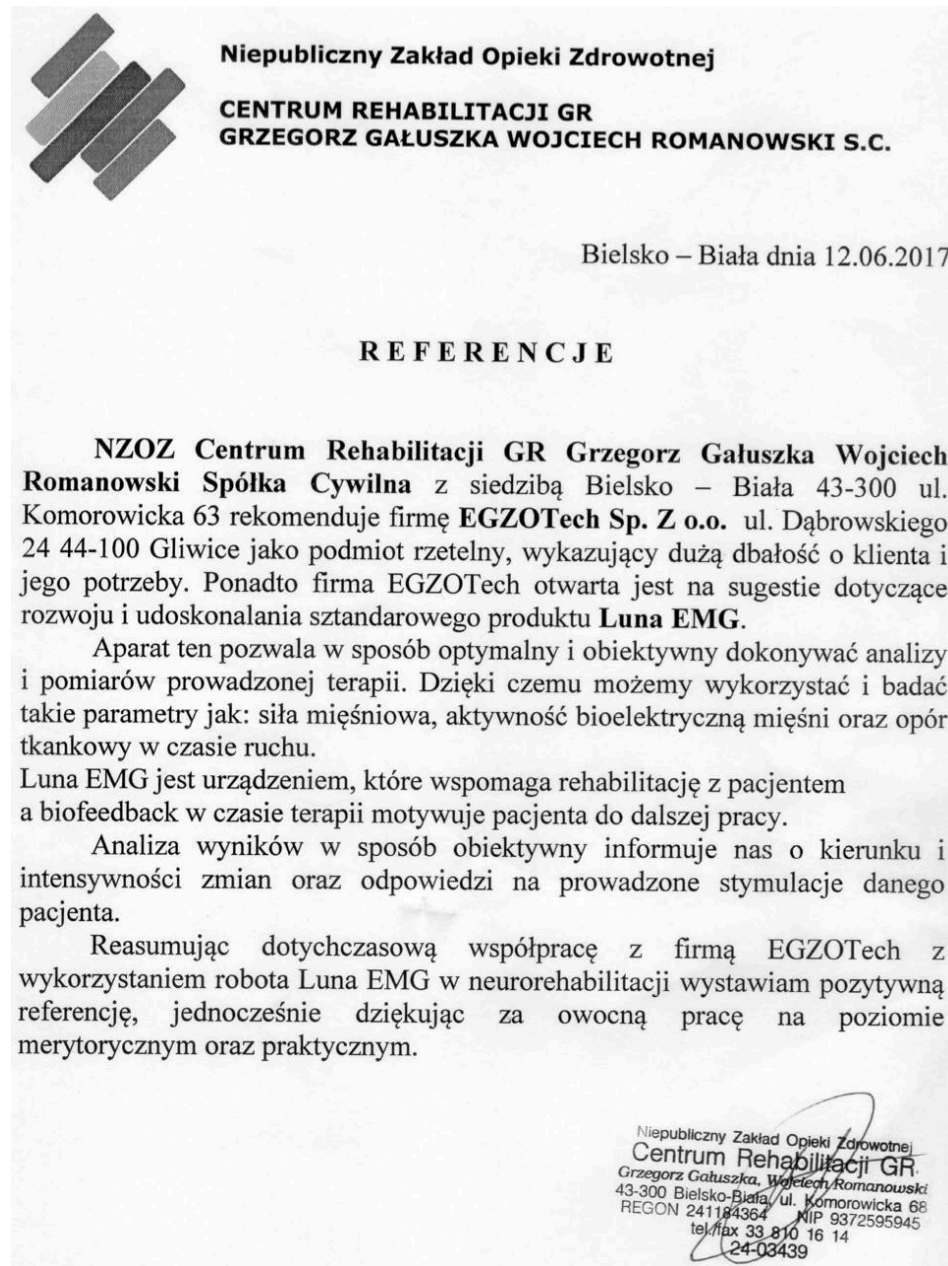 Niepubliczny Zakład Opieki Zdrowotnej
CENTRUM REHABILITACJI GR
GRZEGORZ GAŁUSZKA WOJCIECH ROMANOWSKI S.C.
Bielsko – Biała dnia 12.06.2017
REFERENCJE
NZOZ Centrum Rehabilitacji GR Grzegorz Gałuszka Wojciech
Romanowski Spółka Cywilna z siedzibą Bielsko – Biała 43-300 ul.
Komorowicka 63 rekomenduje firmę EGZOTech Sp. Z o.o. ul. Dąbrowskiego
24 44-100 Gliwice jako podmiot rzetelny, wykazujący dużą dbałość o klienta i
jego potrzeby. Ponadto firma EGZOTech otwarta jest na sugestie dotyczące
rozwoju i udoskonalania sztandarowego produktu Luna EMG.
Aparat ten pozwala w sposób optymalny i obiektywny dokonywać analizy
i pomiarów prowadzonej terapii. Dzięki czemu możemy wykorzystać i badać
takie parametry jak: siła mięśniowa, aktywność bioelektryczną mięśni oraz opór
tkankowy w czasie ruchu.
Luna EMG jest urządzeniem, które wspomaga rehabilitację z pacjentem
a biofeedback w czasie terapii motywuje pacjenta do dalszej pracy.
Analiza wyników w sposób obiektywny informuje nas o kierunku i
intensywności zmian oraz odpowiedzi na prowadzone stymulacje danego
pacjenta.
Reasumując dotychczasową współpracę z firmą EGZOTech z
wykorzystaniem robota Luna EMG w neurorehabilitacji wystawiam pozytywną
referencję, jednocześnie dziękując za owocną pracę na poziomie
merytorycznym oraz praktycznym.
Niepubliczny Zakład Opieki Zdrowotnej
Centrum Rehabilitacji GR
Grzegorz Gałuszka, Wojciech Romanowski
43-300 Bielsko-Biała, ul. Komorowicka 68
REGON 241184364 NIP 9372595945
tel./fax 33 810 16 14
24-03439